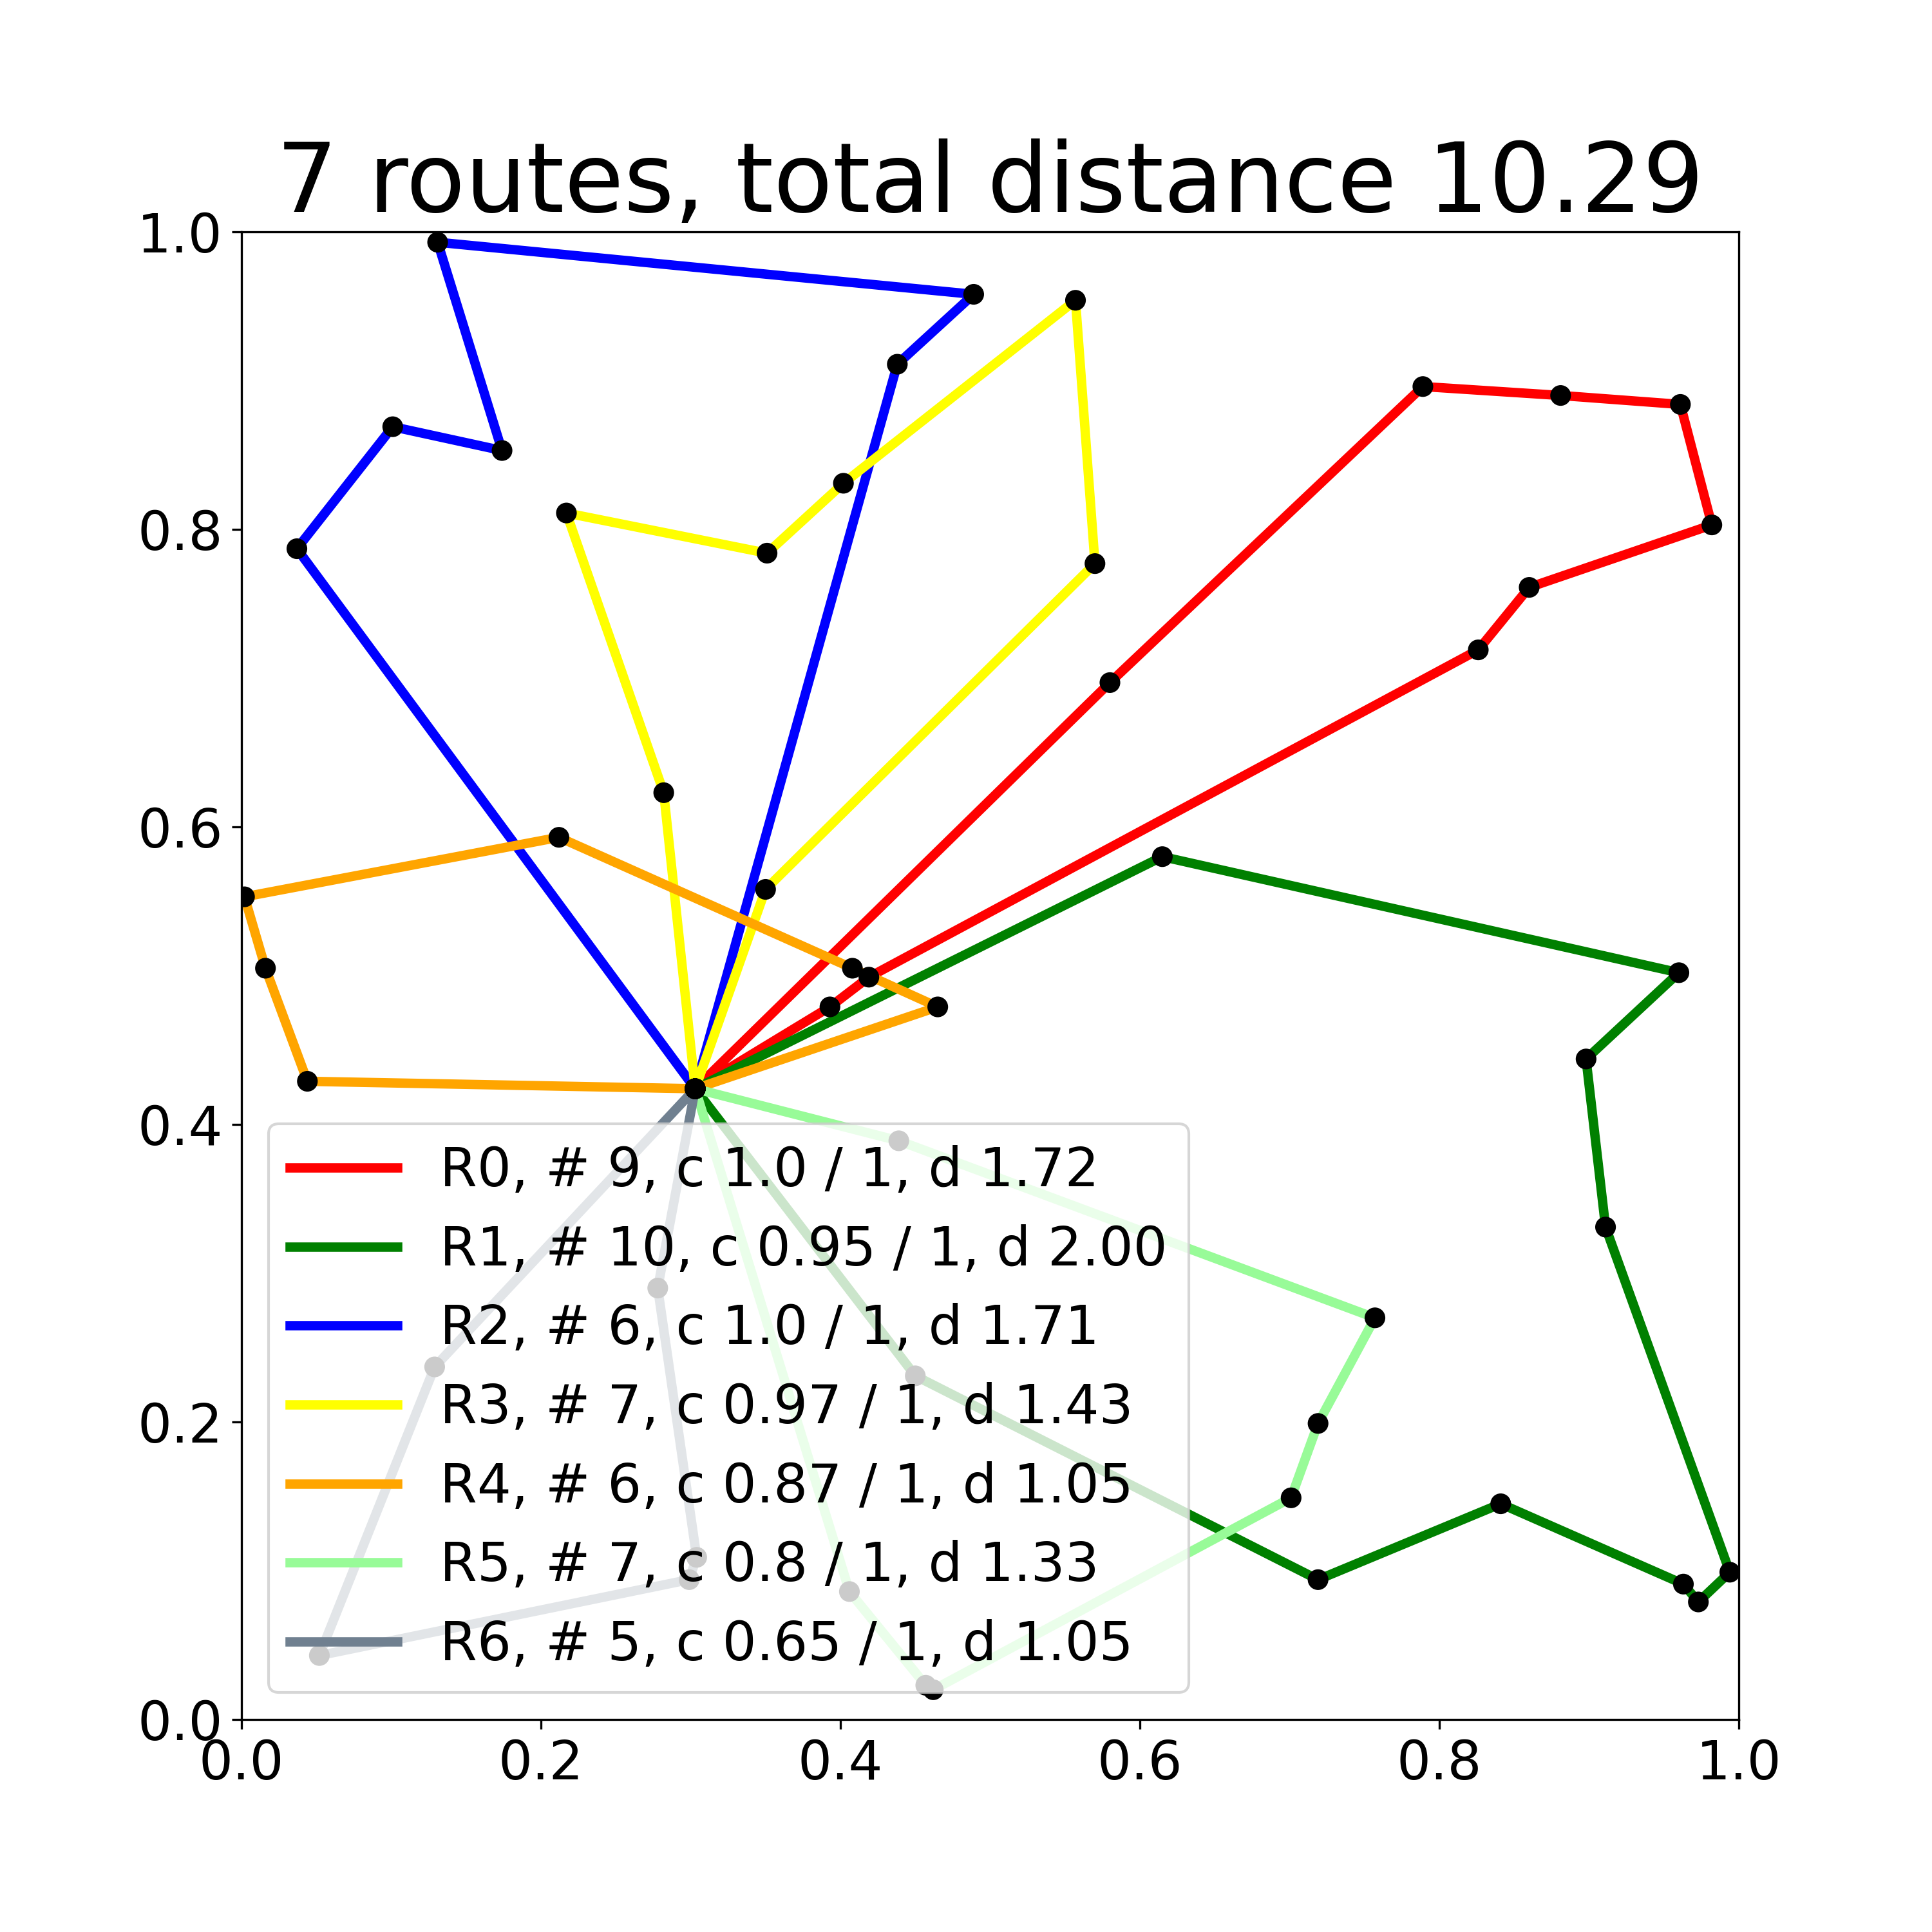 7 routes, total distance 10.29
1.0
0.8
0.6
0.4
0.2
0.0
R0, # 9, c 1.0 / 1, d 1.72
R1, # 10, c 0.95 / 1, d 2.00
R2, # 6, c 1.0 / 1, d 1.71
R3, # 7, c 0.97 / 1, d 1.43
R4, # 6, c 0.87 / 1, d 1.05
R5, # 7, c 0.8 / 1, d 1.33
R6, # 5, c 0.65 / 1, d 1.05
0.0 0.2 0.4 0.6 0.8 1.0